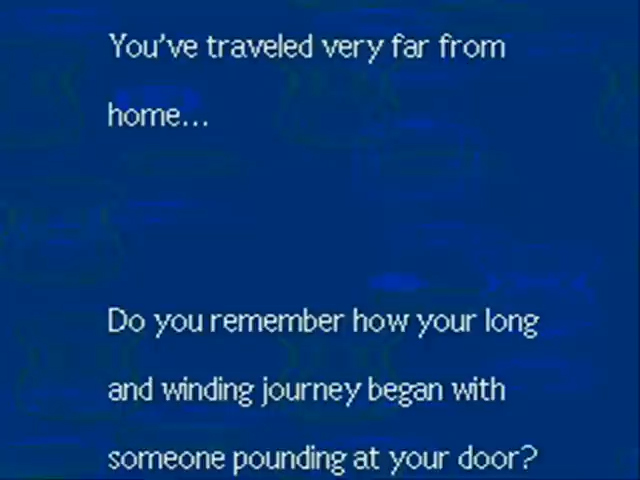 You've traveled very far from
home...
Do you remember how your long
and winding journey began with
someone pounding at your door?